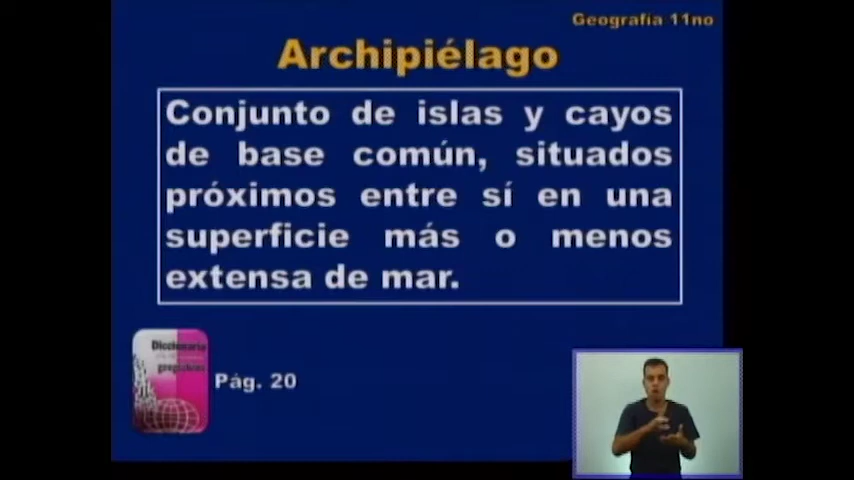 Geografía 11no
Archipiélago
Conjunto de islas y cayos
de base común, situados
próximos entre sí en una
superficie más o menos
extensa de mar.
Diccionario
Pág. 20